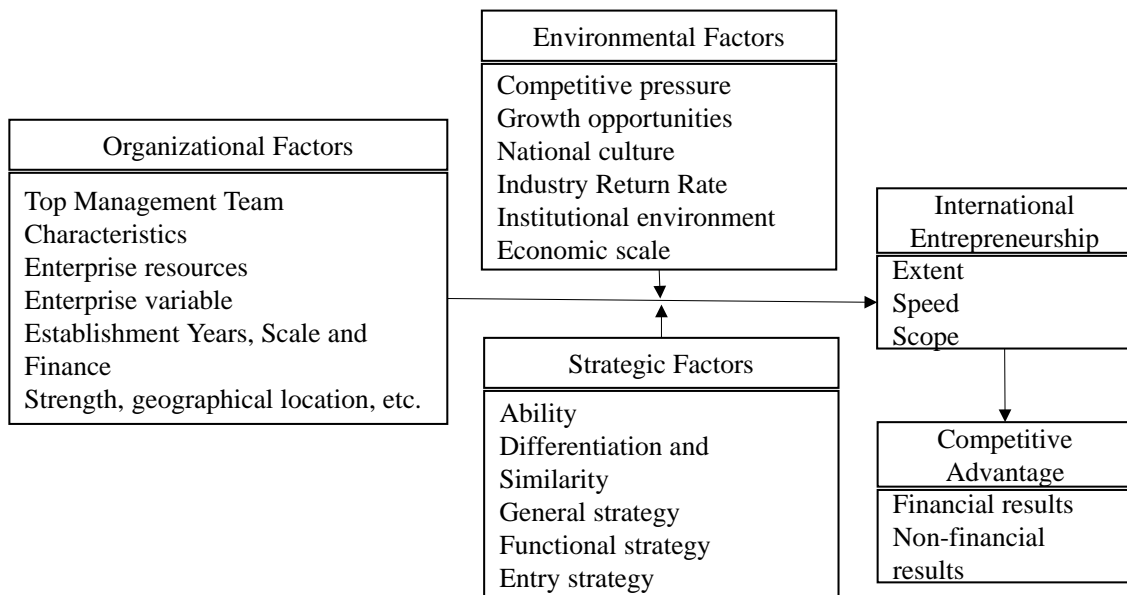 Organizational Factors
Top Management Team
Characteristics
Enterprise resources
Enterprise variable
Establishment Years, Scale and
Finance
Strength, geographical location, etc.
Environmental Factors
Competitive pressure
Growth opportunities
National culture
Industry Return Rate
Institutional environment
Economic scale
Strategic Factors
Ability
Differentiation and
Similarity
General strategy
Functional strategy
Entry strategy
International
Entrepreneurship
Extent
Speed
Scope
Competitive
Advantage
Financial results
Non-financial
results